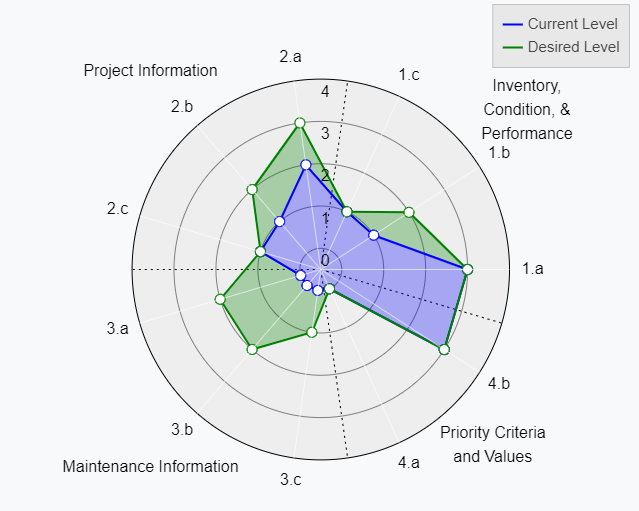 Current Level
Desired Level
2.a
1.c
Project Information
Inventory,
Condition, &
Performance
2.b
1.b
4
3
2
1
0
2.c
1.a
3.a
4.b
3.b
Priority Criteria
and Values
Maintenance Information
4.a
3.c